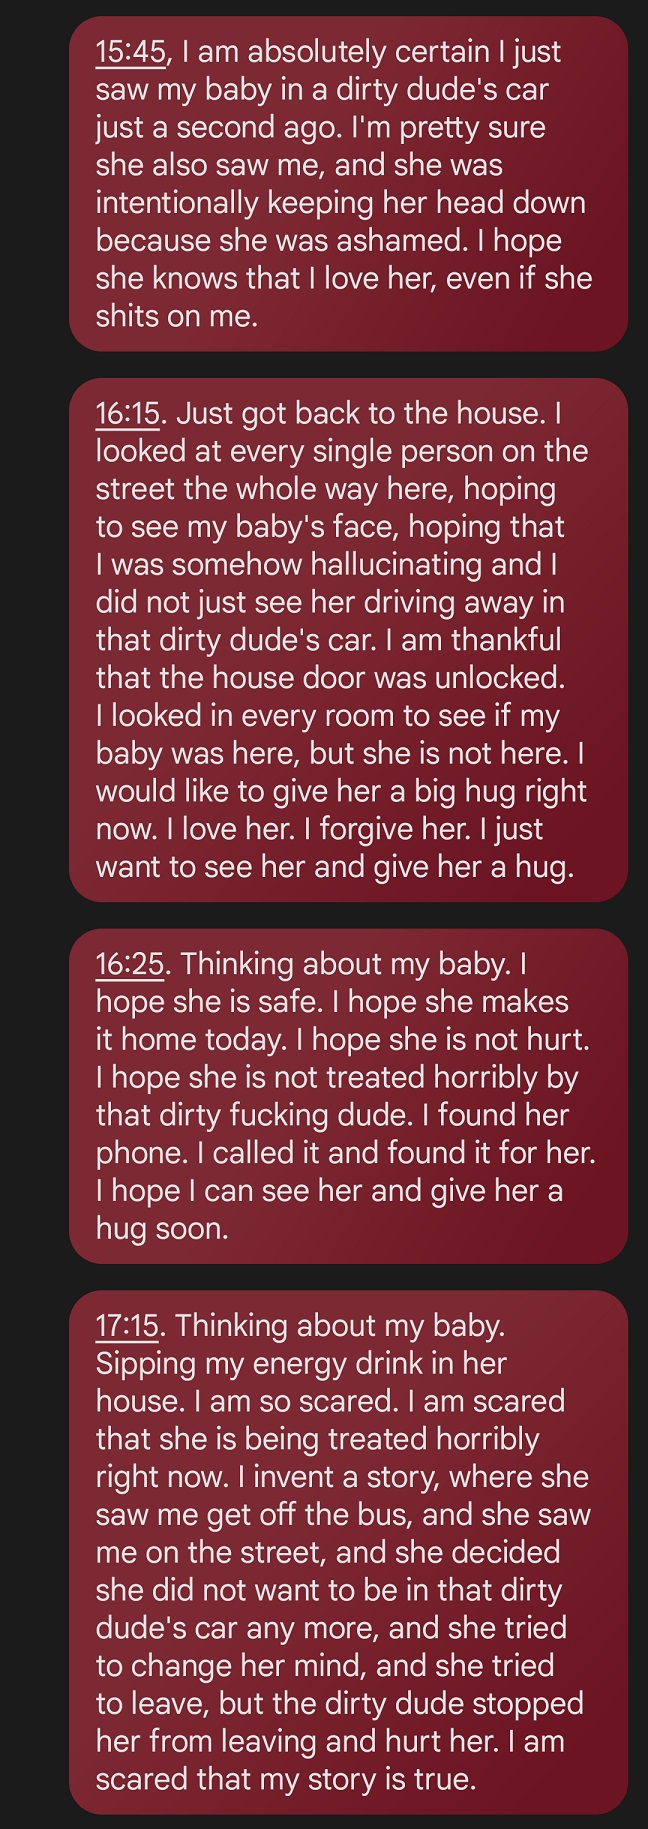 15:45, I am absolutely certain I just
saw my baby in a dirty dude's car
just a second ago. I'm pretty sure
she also saw me, and she was
intentionally keeping her head down
because she was ashamed. I hope
she knows that I love her, even if she
shits on me.
16:15. Just got back to the house. I
looked at every single person on the
street the whole way here, hoping
to see my baby's face, hoping that
I was somehow hallucinating and I
did not just see her driving away in
that dirty dude's car. I am thankful
that the house door was unlocked.
I looked in every room to see if my
baby was here, but she is not here. I
would like to give her a big hug right
now. I love her. I forgive her. I just
want to see her and give her a hug.
16:25. Thinking about my baby. I
hope she is safe. I hope she makes
it home today. I hope she is not hurt.
I hope she is not treated horribly by
that dirty fucking dude. I found her
phone. I called it and found it for her.
I hope I can see her and give her a
hug soon.
17:15. Thinking about my baby.
Sipping my energy drink in her
house. I am so scared. I am scared
that she is being treated horribly
right now. I invent a story, where she
saw me get off the bus, and she saw
me on the street, and she decided
she did not want to be in that dirty
dude's car any more, and she tried
to change her mind, and she tried
to leave, but the dirty dude stopped
her from leaving and hurt her. I am
scared that my story is true.